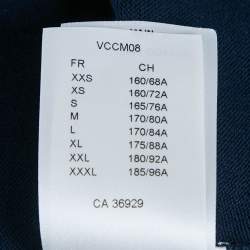 VCCM08
FR CH
XXS 160/68A
XS 160/72A
S 165/76A
M 170/80A
L 170/84A
XL 175/88A
XXL 180/92A
XXXL 185/96A
CA 36929